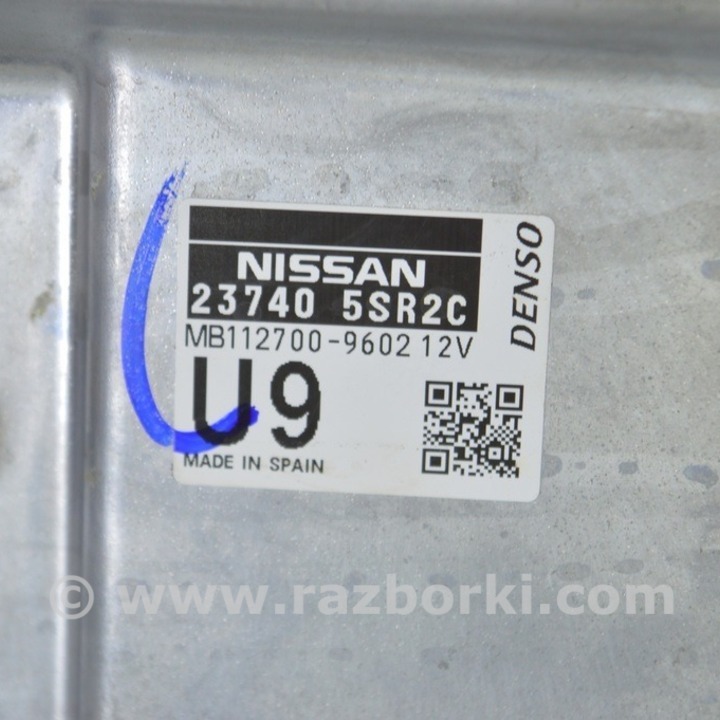 NISSAN
23740 5SR2C
MB112700-9602 12V
U9
MADE IN SPAIN
DENSO
© www.razborki.com